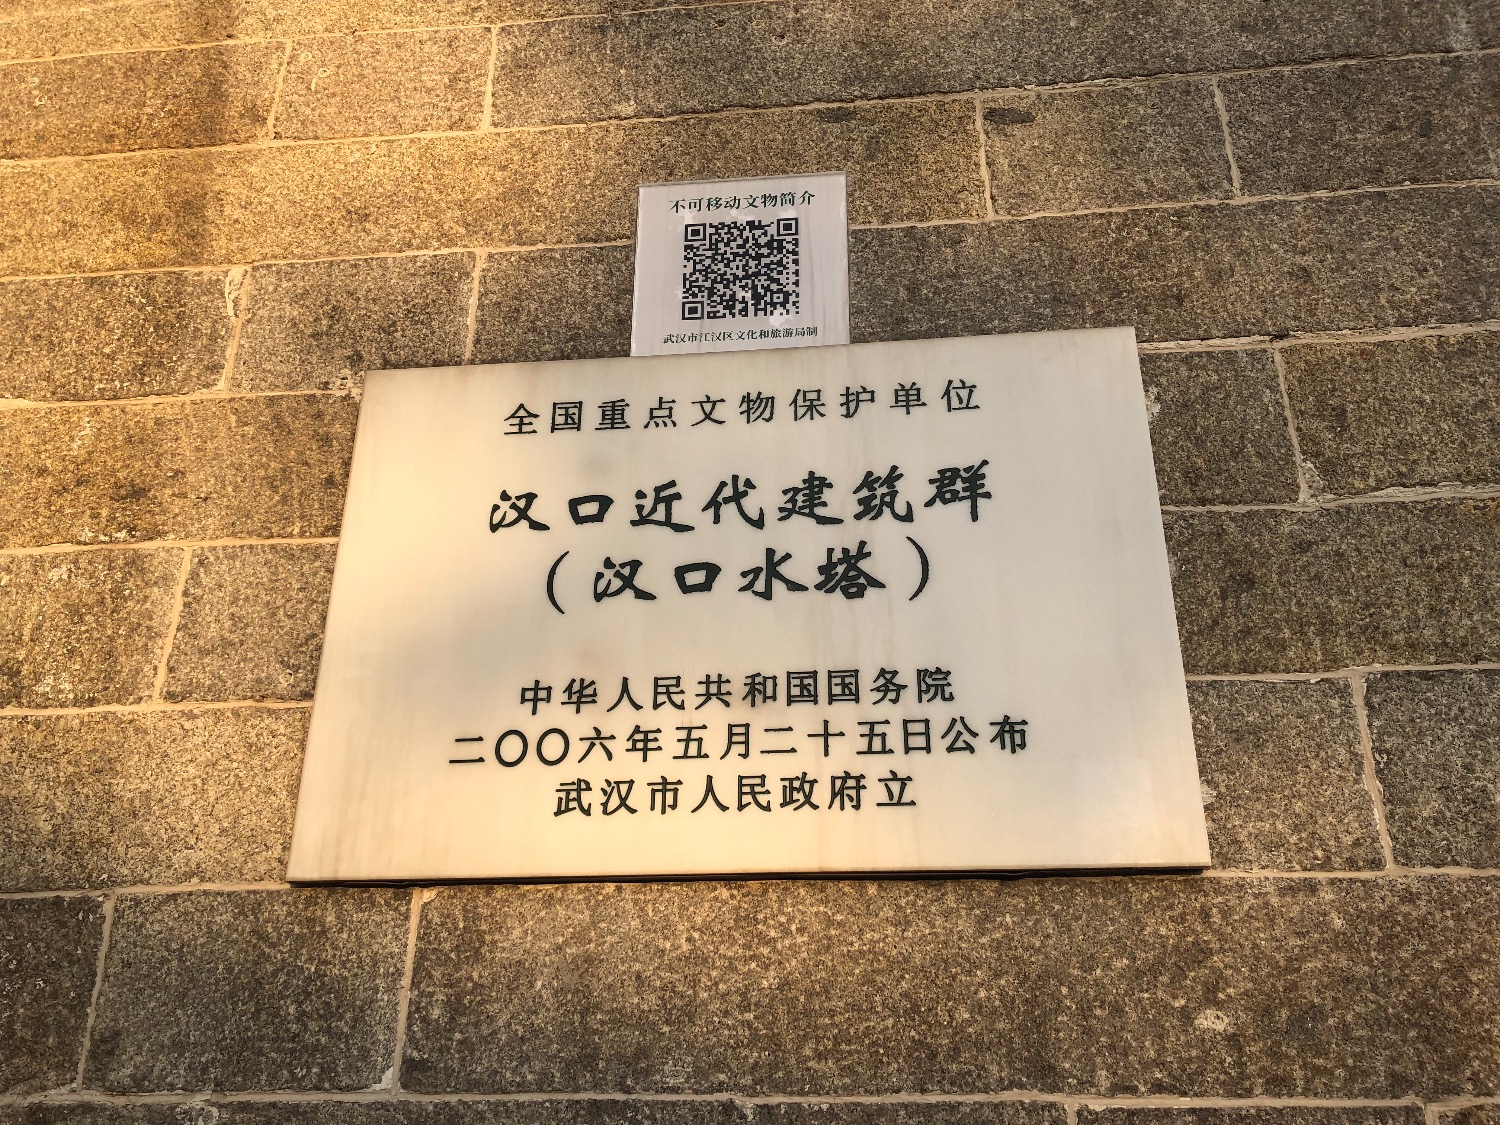 不可移动文物简介
武汉市江汉区文化和旅游局制
全国重点文物保护单位
汉口近代建筑群
（汉口水塔）
中华人民共和国国务院
二〇〇六年五月二十五日公布
武汉市人民政府立